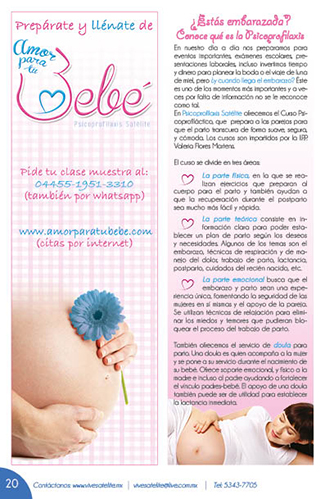 Prepárate y llénate de
Amor
para
tu
Bebé
Psicoprofilaxis Satélite
Pide tu clase muestra al:
04455-1951-3310
(también por whatsapp)
www.amorparatubebe.com
(citas por internet)
¿Estás embarazada?
Conoce qué es la Psicoprofilaxis
En nuestro día a día nos preparamos para
eventos importantes, exámenes escolares, pre-
sentaciones laborales, incluso invertimos tiempo
y dinero para planear la boda o el viaje de luna
de miel, pero ¿y cuando llega el embarazo? Éste
es uno de los momentos más importantes y a ve-
ces por falta de información no se le reconoce
como tal.
En Psicoprofilaxis Satélite ofrecemos el Curso Psi-
coprofiláctico, que prepara a las parejas para
que el parto transcurra de forma suave, segura,
y cómoda. Los cursos son impartidos por la
Valeria Flores Martens.
El curso se divide en tres áreas:
La parte física, en la que se rea-
lizan ejercicios que preparan al
cuerpo para el parto y también ayudan a
que la recuperación durante el postparto
sea mucho más fácil y rápida.
La parte teórica consiste en in-
formación clara para poder esta-
blecer un plan de parto según los deseos
y necesidades. Algunos de los temas son el
embarazo, técnicas de respiración y de ma-
nejo del dolor, trabajo de parto, lactancia,
postparto, cuidados del recién nacido, etc.
La parte emocional busca que el
embarazo y parto sean una expe-
riencia única, fomentando la seguridad de las
mujeres en sí mismas y el apoyo de la pareja.
Se utilizan técnicas de relajación para elimi-
nar los miedos y temores que pudieran blo-
quear el proceso del trabajo de parto.
También ofrecemos el servicio de doula para
parto. Una doula es quien acompaña a la mujer
y se pone a su servicio durante el nacimiento de
su bebé. Ofrece soporte emocional, y físico a la
madre e incluso al padre ayudando a fortalecer
el vínculo padres-bebé. El apoyo de una doula
también puede ser de utilidad para establecer
la lactancia inmediata.
20 Contáctanos: www.vivesatelite.mx | vivesatelite@live.com.mx | Tel: 5343-7705